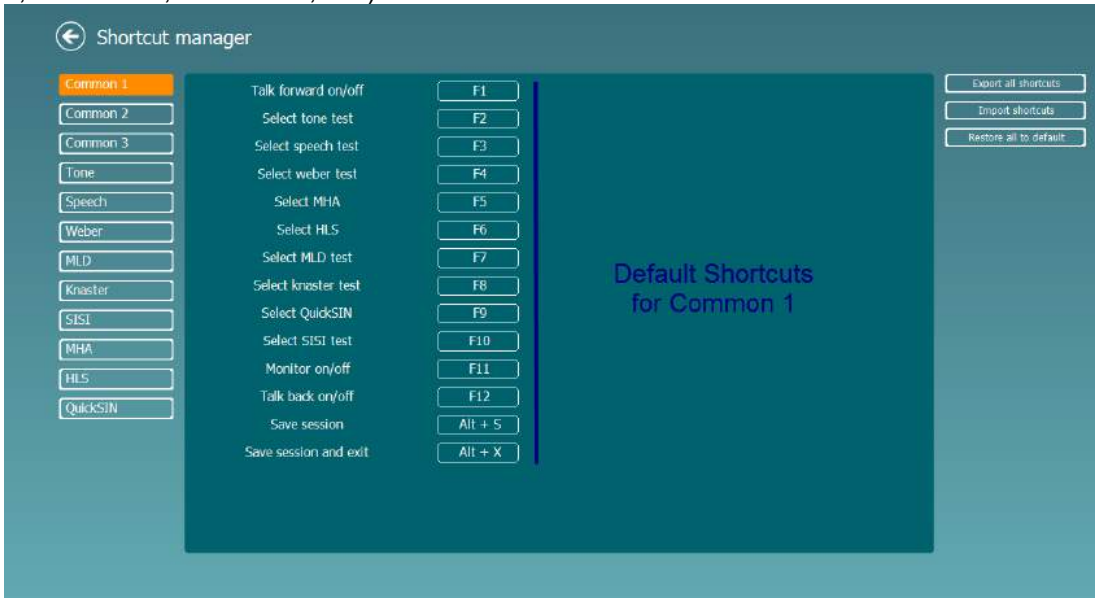 Shortcut manager
Common 1
Common 2
Common 3
Tone
Speech
Weber
MLD
Knaster
SISI
MHA
HLS
QuickSIN
Talk forward on/off F1
Select tone test F2
Select speech test F3
Select weber test F4
Select MHA F5
Select HLS F6
Select MLD test F7
Select knaster test F8
Select QuickSIN F9
Select SISI test F10
Monitor on/off F11
Talk back on/off F12
Save session Alt + S
Save session and exit Alt + X
Default Shortcuts
for Common 1
Export all shortcuts
Import shortcuts
Restore all to default